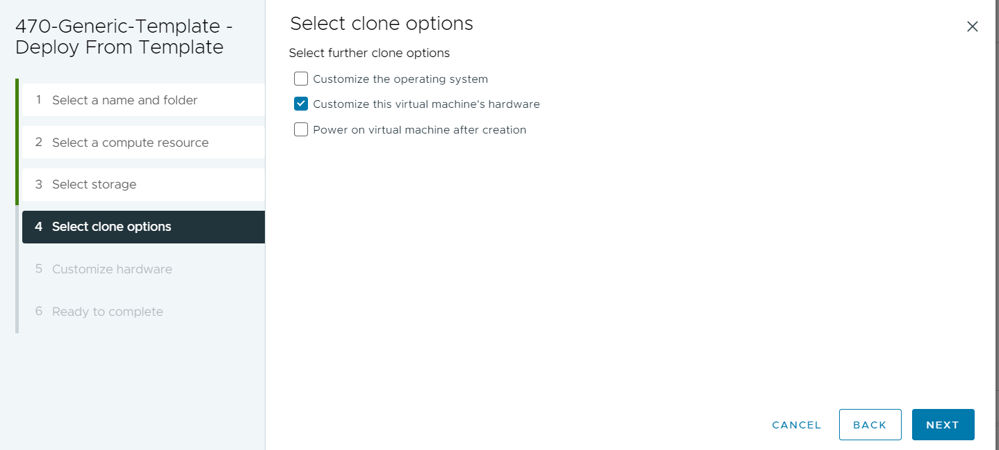 470-Generic-Template -
Deploy From Template
1 Select a name and folder
2 Select a compute resource
3 Select storage
4 Select clone options
5 Customize hardware
6 Ready to complete
Select clone options
Select further clone options
Customize the operating system
Customize this virtual machine's hardware
Power on virtual machine after creation
CANCEL BACK NEXT